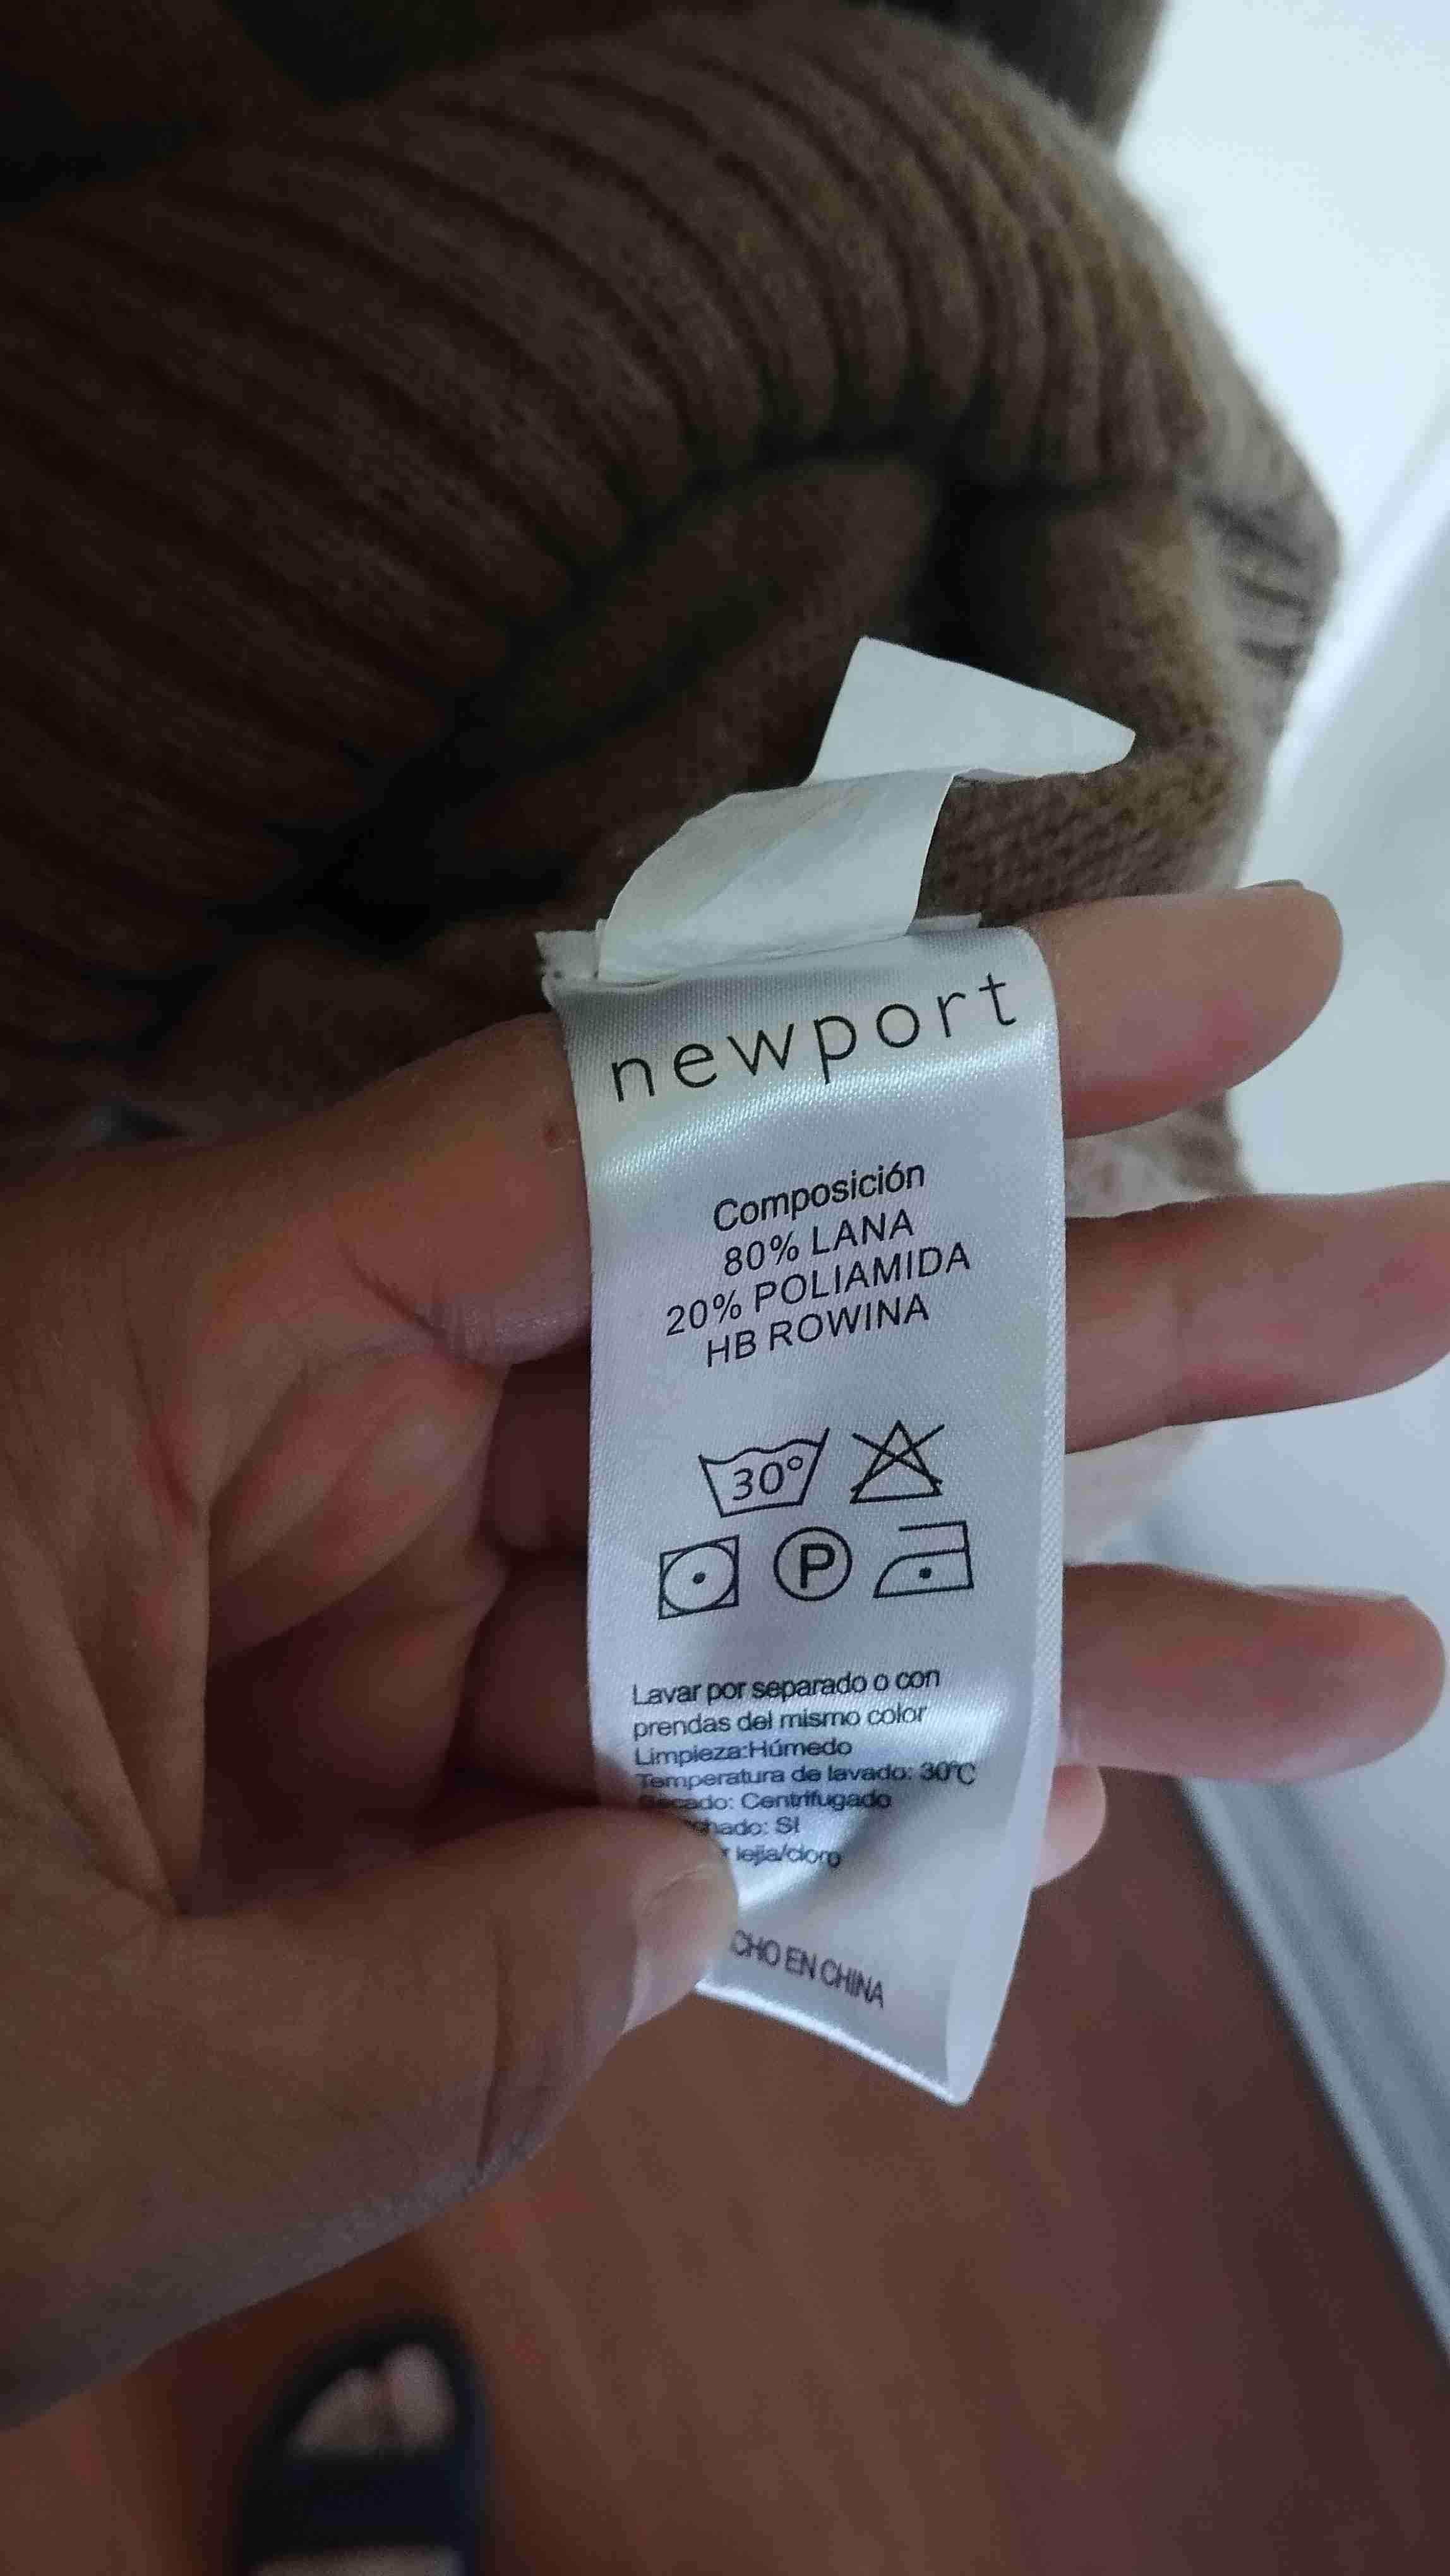 newport
Composición
80% LANA
20% POLIAMIDA
HB ROWINA
30°
P
Lavar por separado o con
prendas del mismo color
Limpieza:Húmedo
Temperatura de lavado: 30°C
Centrifugado
SI
lejia/cloro
EN CHINA